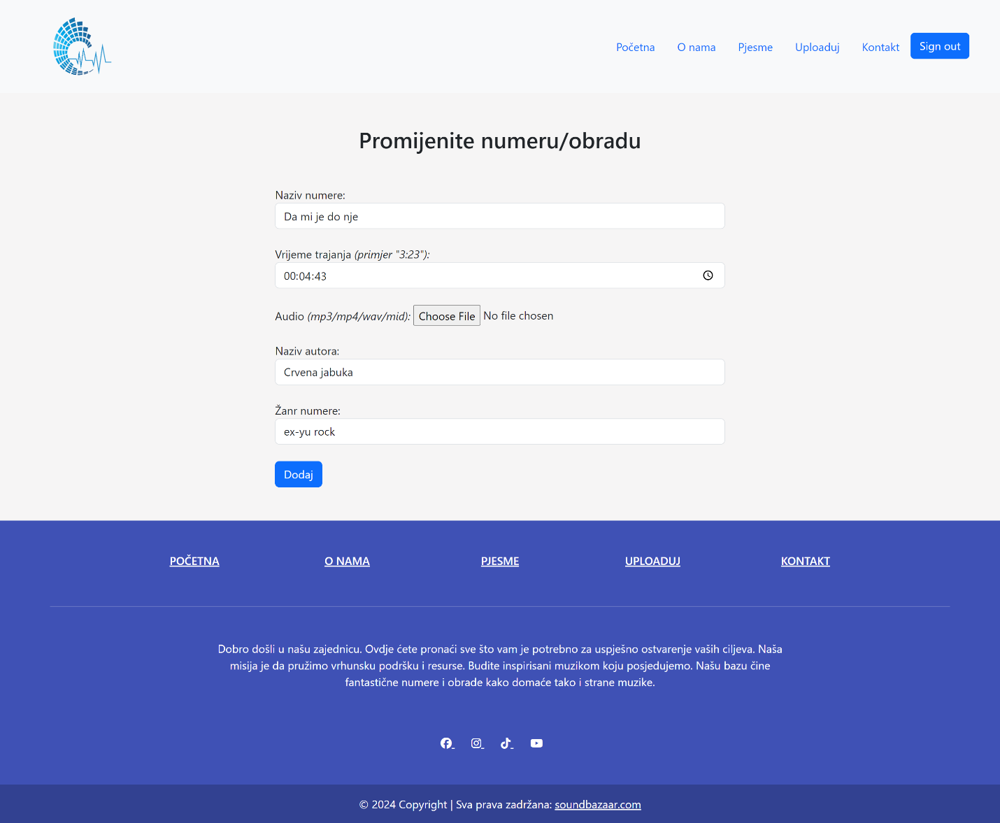 Početna O nama Pjesme Uploaduj Kontakt Sign out
Promijenite numeru/obradu
Naziv numere:
Da mi je do nje
Vrijeme trajanja (primjer "3:23"):
00:04:43
Audio (mp3/mp4/wav/mid): Choose File No file chosen
Naziv autora:
Crvena jabuka
Žanr numere:
ex-yu rock
Dodaj
POČETNA O NAMA PJESME UPLOADUJ KONTAKT
Dobro došli u našu zajednicu. Ovdje ćete pronaći sve što vam je potrebno za uspješno ostvarenje vaših ciljeva. Naša
misija je da pružimo vrhunsku podršku i resurse. Budite inspirisani muzikom koju posjedujemo. Našu bazu čine
fantastične numere i obrade kako domaće tako i strane muzike.
© 2024 Copyright | Sva prava zadržana: soundbazaar.com